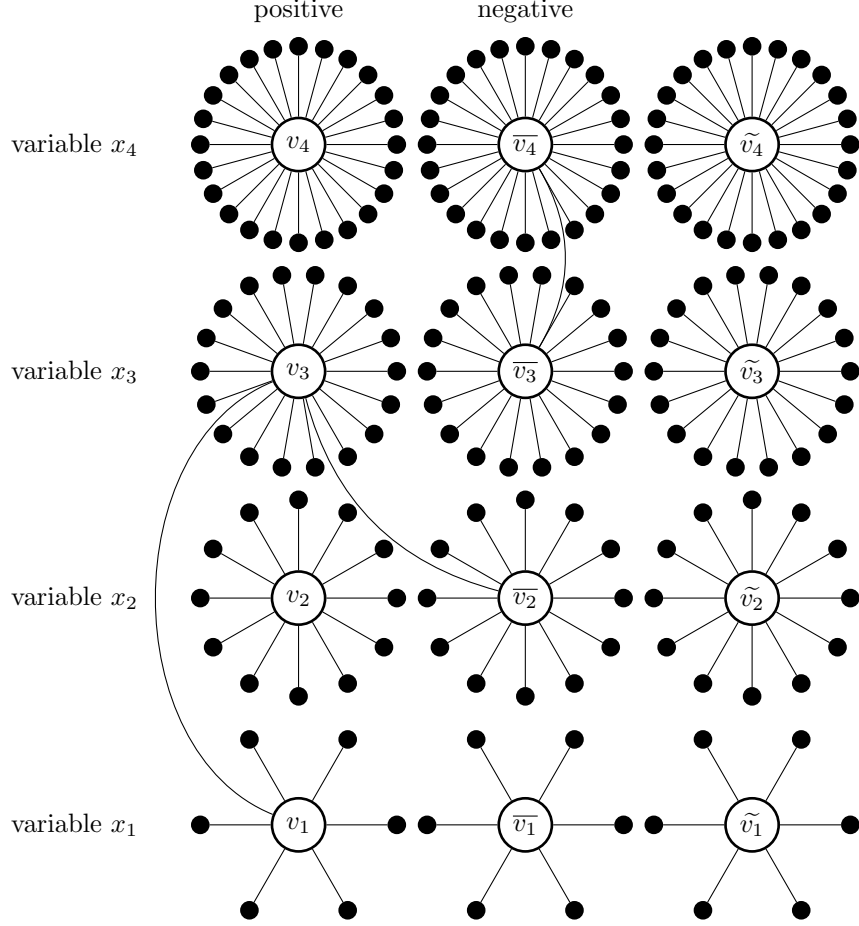 positive negative
variable x₄ v₄ v̅₄ ṽ₄
variable x₃ v₃ v̅₃ ṽ₃
variable x₂ v₂ v̅₂ ṽ₂
variable x₁ v₁ v̅₁ ṽ₁